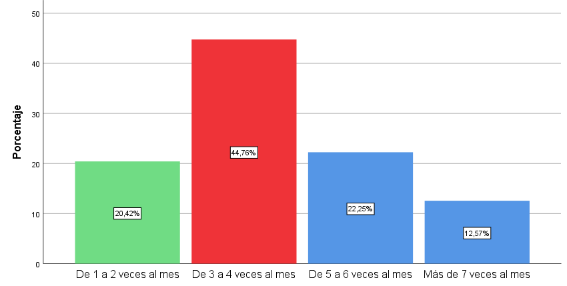 Porcentaje
50
40
30
20
10
0
20,42%
44,76%
22,25%
12,57%
De 1 a 2 veces al mes
De 3 a 4 veces al mes
De 5 a 6 veces al mes
Más de 7 veces al mes